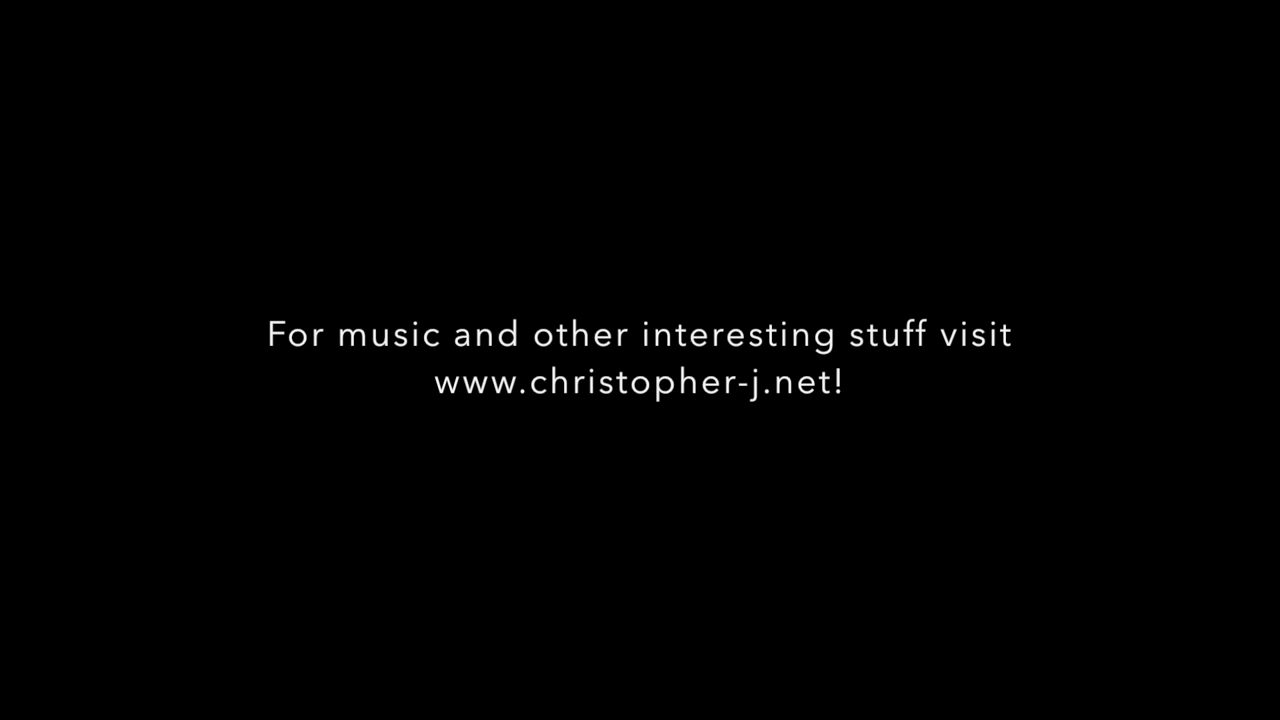 For music and other interesting stuff visit
www.christopher-j.net!